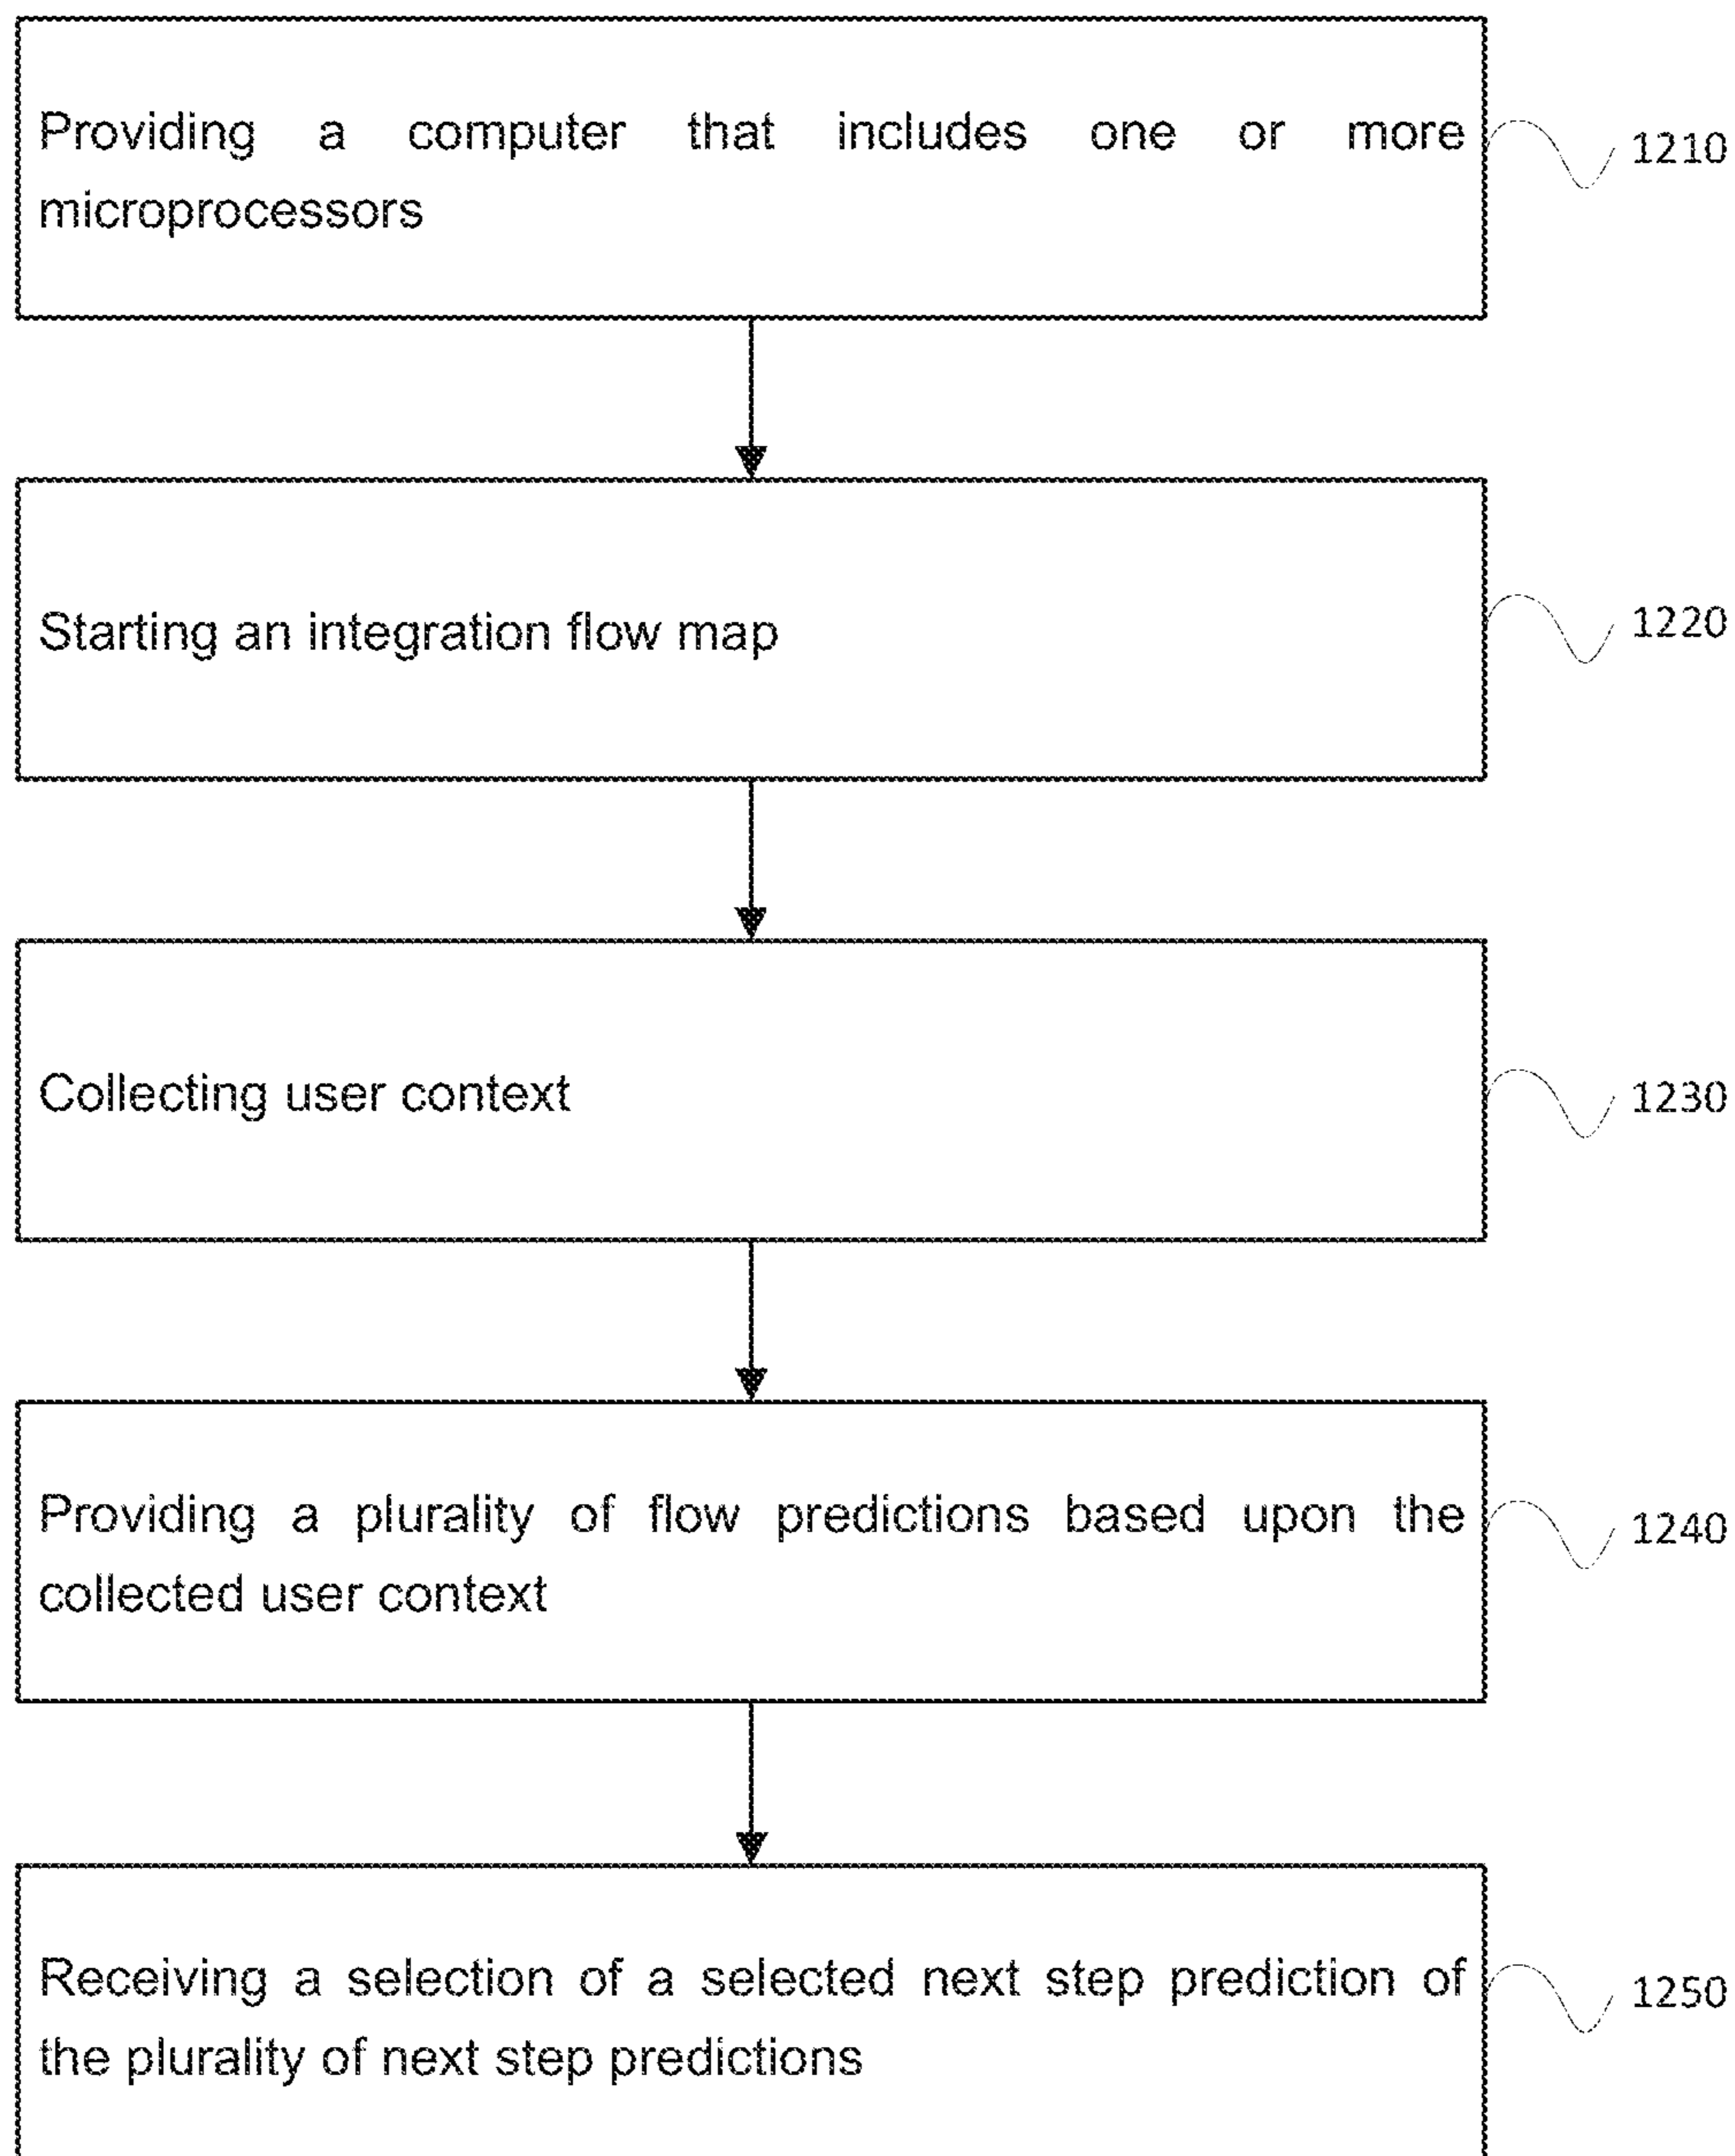 Providing a computer that includes one or more
microprocessors
1210
Starting an integration flow map
1220
Collecting user context
1230
Providing a plurality of flow predictions based upon the
collected user context
1240
Receiving a selection of a selected next step prediction of
the plurality of next step predictions
1250